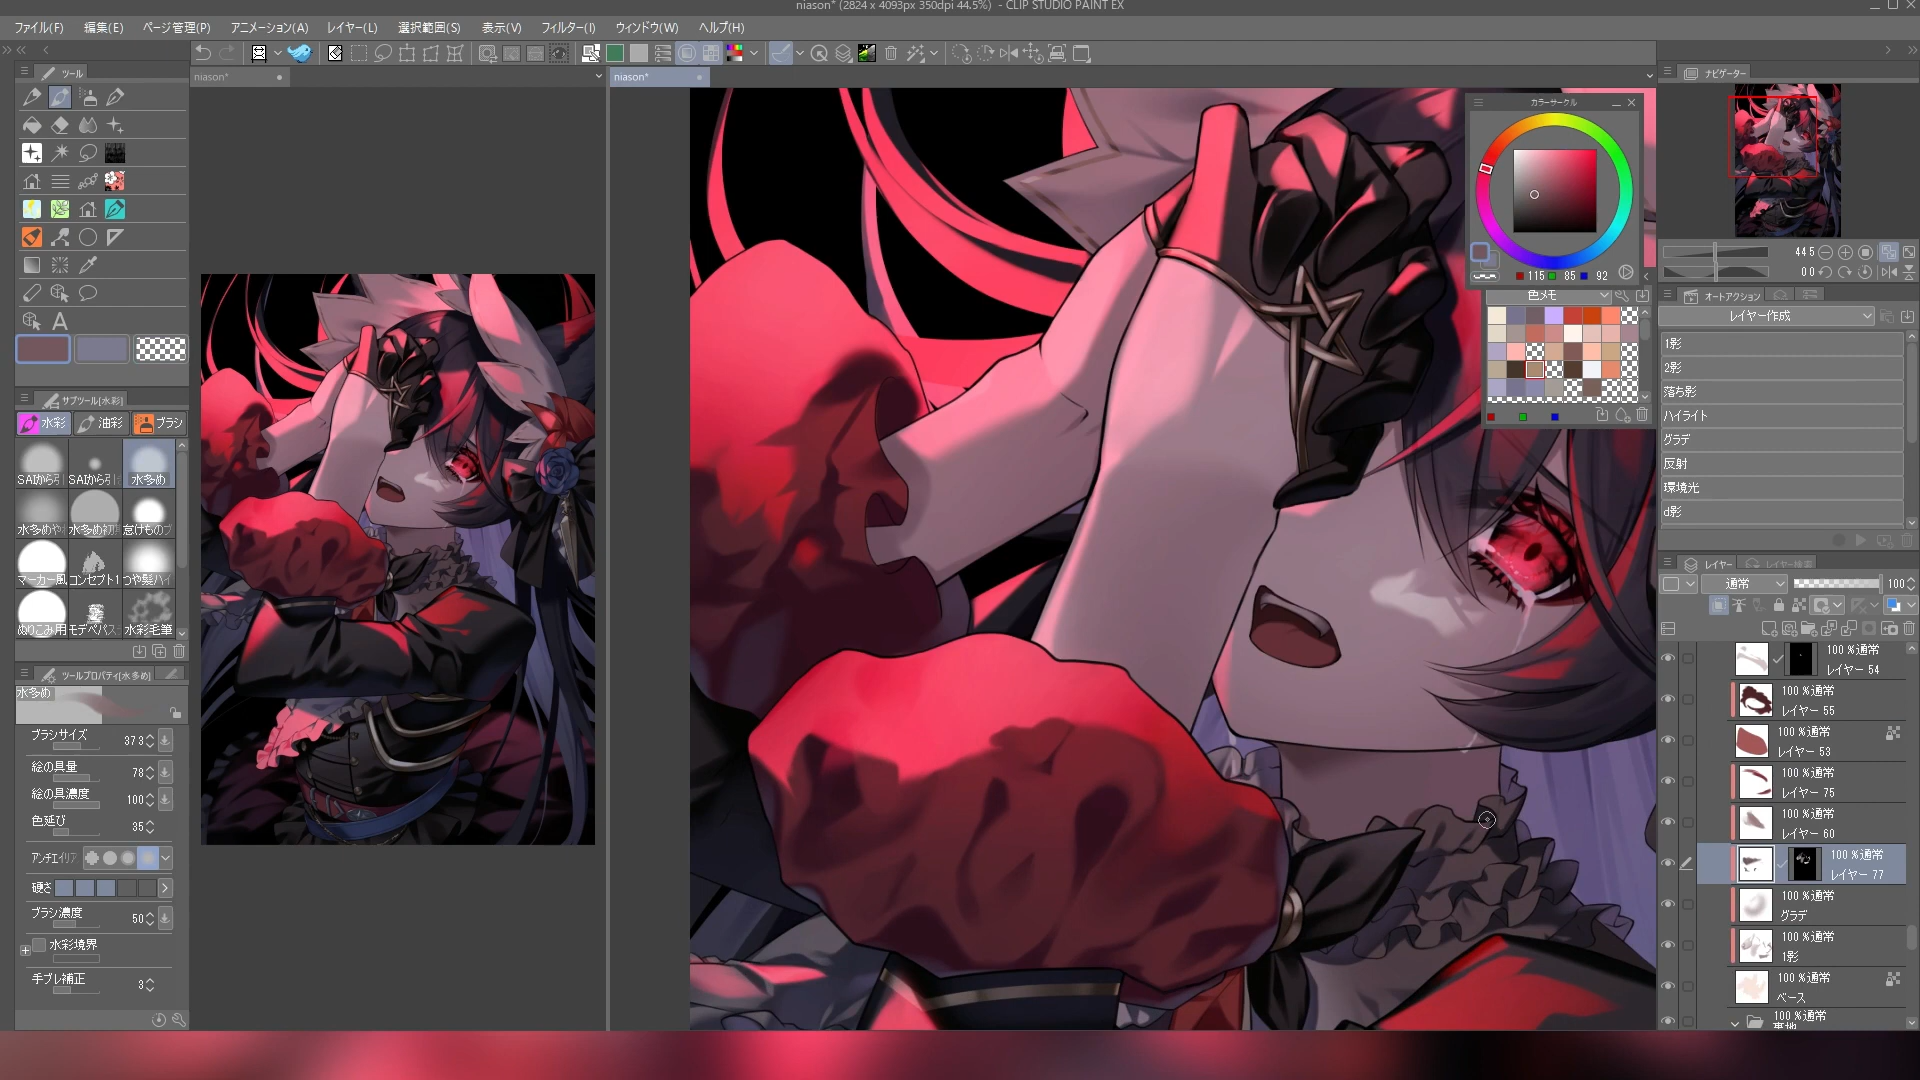 niason* (2824 x 4093px 350dpi 44.5%) - CLIP STUDIO PAINT EX
ファイル(F) 編集(E) ページ管理(P) アニメーション(A) レイヤー(L) 選択範囲(S) 表示(V) フィルター(I) ウィンドウ(W) ヘルプ(H)
niason*
niason*
ツール
サブツール[水彩]
水彩 油彩 ブラシ
SAIから引 SAIから引 水多め
水多めや 水多め初 怠けものブ
マーカー風 コンセプト1 つや髪ハイ
ぬりこみ用 モデペパス 水彩毛筆
ツールプロパティ[水多め]
水多め
ブラシサイズ 37.3
絵の具量 78
絵の具濃度 100
色延び 35
アンチエイリア
硬さ
ブラシ濃度 50
水彩境界
手ブレ補正 3
カラーサークル
115 85 92
色メモ
ナビゲーター
44.5
0.0
オートアクション
レイヤー作成
1影
2影
落ち影
ハイライト
グラデ
反射
環境光
d影
レイヤー レイヤー検索
通常 100
100 %通常
レイヤー 54
100 %通常
レイヤー 55
100 %通常
レイヤー 53
100 %通常
レイヤー 75
100 %通常
レイヤー 60
100 %通常
レイヤー 77
100 %通常
グラデ
100 %通常
1影
100 %通常
ベース
100 %通常